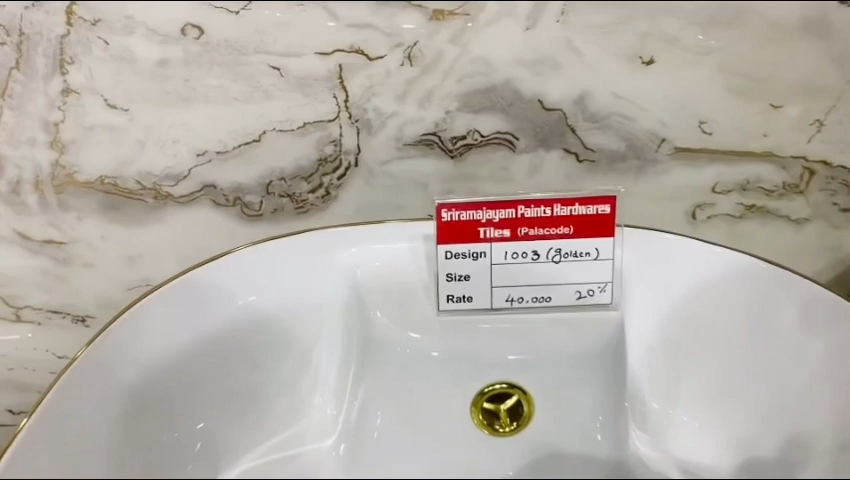 Sriramajayam Paints Hardwares
Tiles (Palacode)
Design 1003 (golden)
Size
Rate 40.000 20%